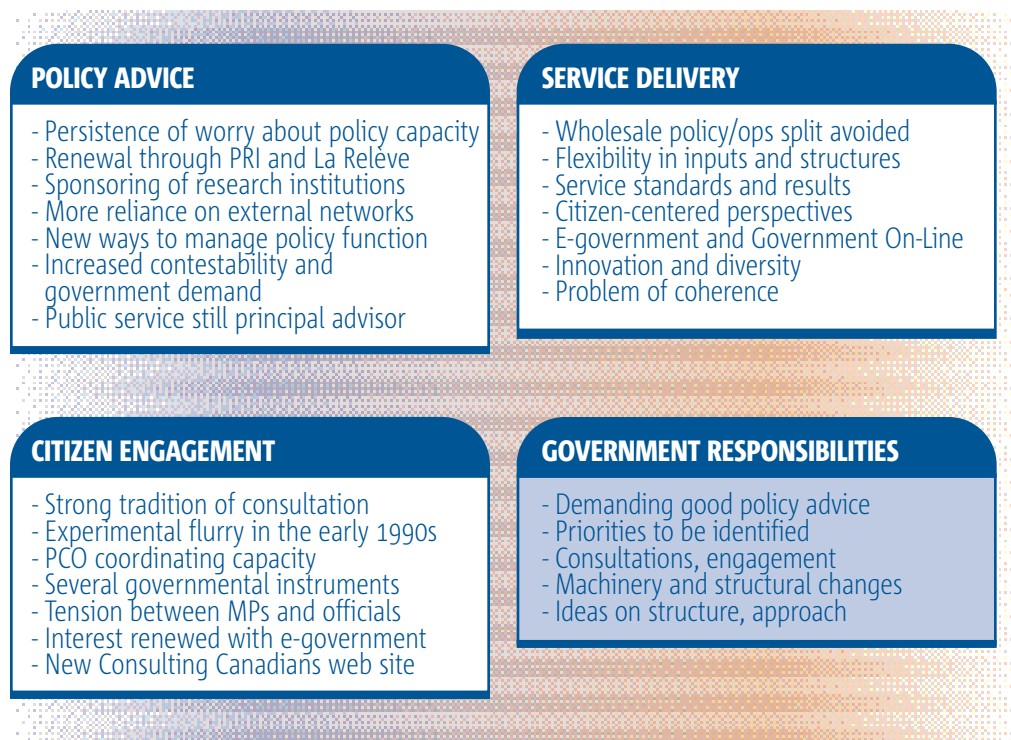 POLICY ADVICE
- Persistence of worry about policy capacity
- Renewal through PRI and La Relève
- Sponsoring of research institutions
- More reliance on external networks
- New ways to manage policy function
- Increased contestability and
government demand
- Public service still principal advisor
SERVICE DELIVERY
- Wholesale policy/ops split avoided
- Flexibility in inputs and structures
- Service standards and results
- Citizen-centered perspectives
- E-government and Government On-Line
- Innovation and diversity
- Problem of coherence
CITIZEN ENGAGEMENT
- Strong tradition of consultation
- Experimental flurry in the early 1990s
- PCO coordinating capacity
- Several governmental instruments
- Tension between MPs and officials
- Interest renewed with e-government
- New Consulting Canadians web site
GOVERNMENT RESPONSIBILITIES
- Demanding good policy advice
- Priorities to be identified
- Consultations, engagement
- Machinery and structural changes
- Ideas on structure, approach